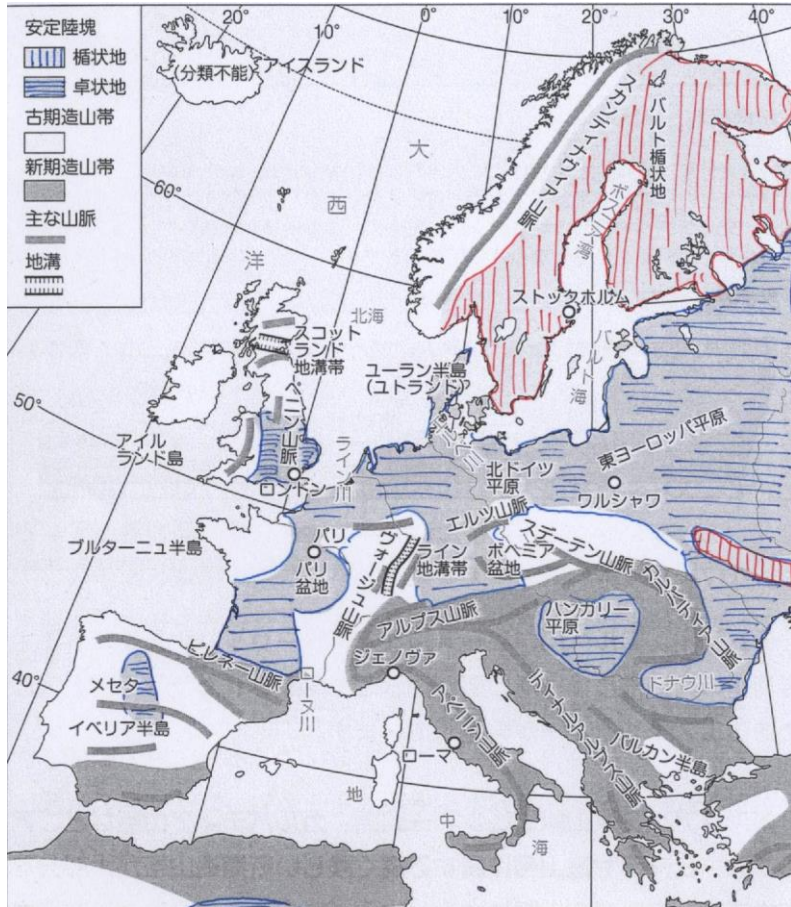 安定陸塊
楯状地
卓状地
古期造山帯
新期造山帯
主な山脈
地溝
20°
10°
0°
10°
20°
30°
40°
60°
50°
40°
(分類不能)
アイスランド
大
西
洋
スカンディナヴィア山脈
バルト楯状地
ボスニア湾
ストックホルム
北海
スコット
ランド
地溝帯
ユーラン半島
(ユトランド)
バルト海
ペニン山脈
アイル
ランド島
ロンドン
ライン川
エルベ川
北ドイツ
平原
東ヨーロッパ平原
ワルシャワ
エルツ山脈
ブルターニュ半島
パリ
パリ
盆地
ヴォージュ山脈
ライン
地溝帯
ボヘミア
盆地
スデーテン山脈
カルパティア山脈
アルプス山脈
ハンガリー
平原
ピレネー山脈
ジェノヴァ
ローヌ川
メセタ
イベリア半島
アペニン山脈
ローマ
ディナルアルプス山脈
ドナウ川
バルカン半島
地
中
海